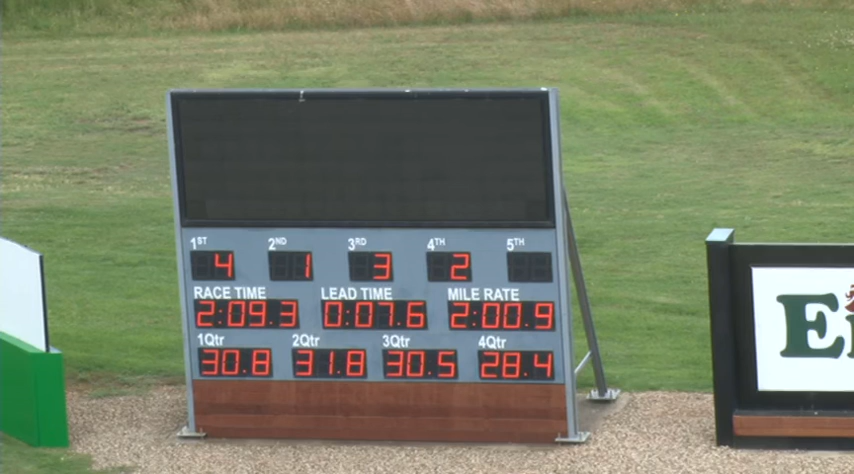 1ST 2ND 3RD 4TH 5TH
4 1 3 2
RACE TIME LEAD TIME MILE RATE
2:09.3 0:07.6 2:00.9
1Qtr 2Qtr 3Qtr 4Qtr
30.8 31.8 30.5 28.4